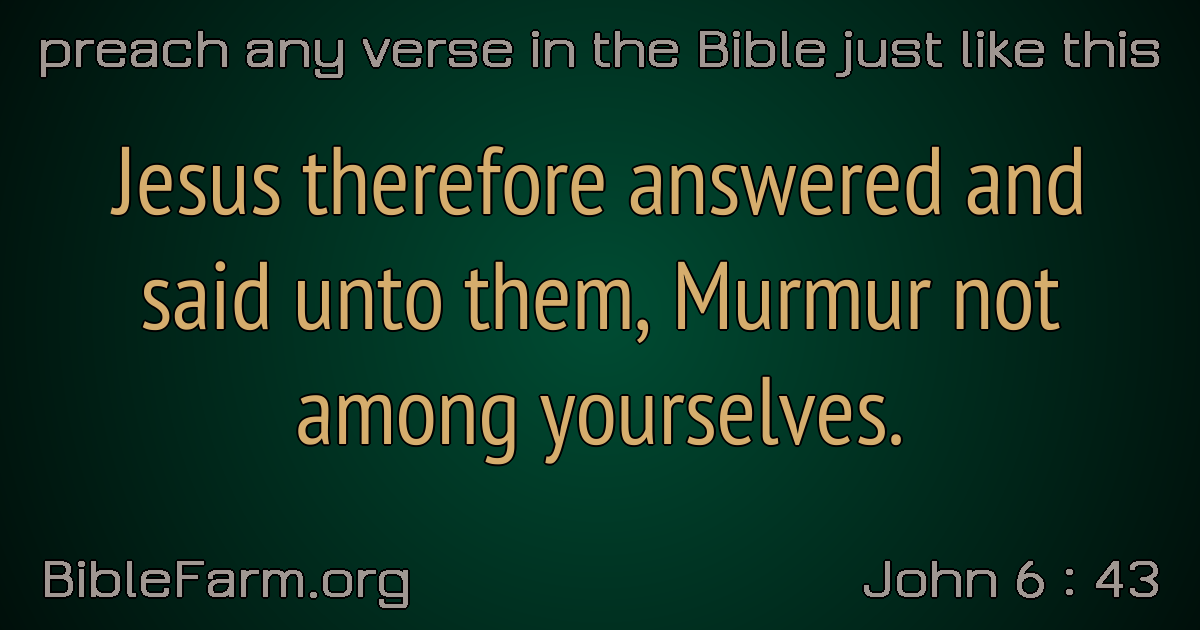 preach any verse in the Bible just like this
Jesus therefore answered and
said unto them, Murmur not
among yourselves.
BibleFarm.org
John 6 : 43